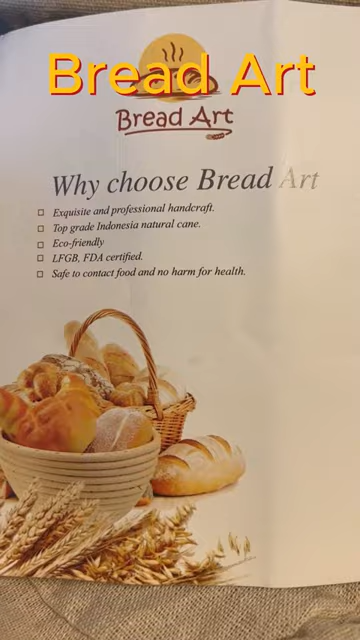 Bread Art
Bread Art
Why choose Bread Art
Exquisite and professional handcraft.
Top grade Indonesia natural cane.
Eco-friendly
LFGB, FDA certified.
Safe to contact food and no harm for health.